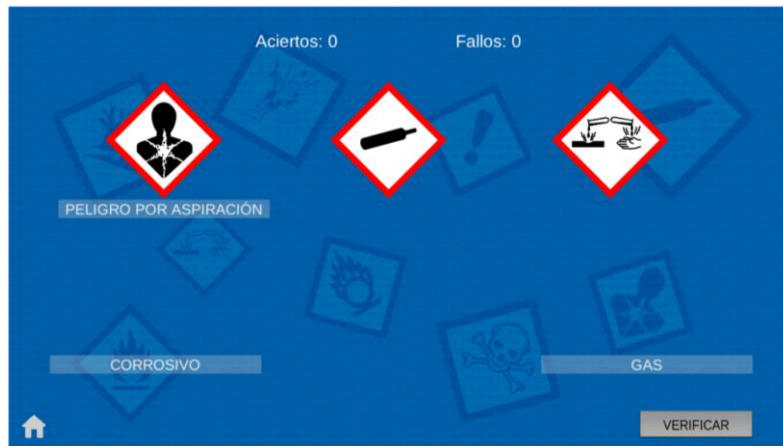 Aciertos: 0 Fallos: 0
PELIGRO POR ASPIRACIÓN
CORROSIVO GAS
VERIFICAR